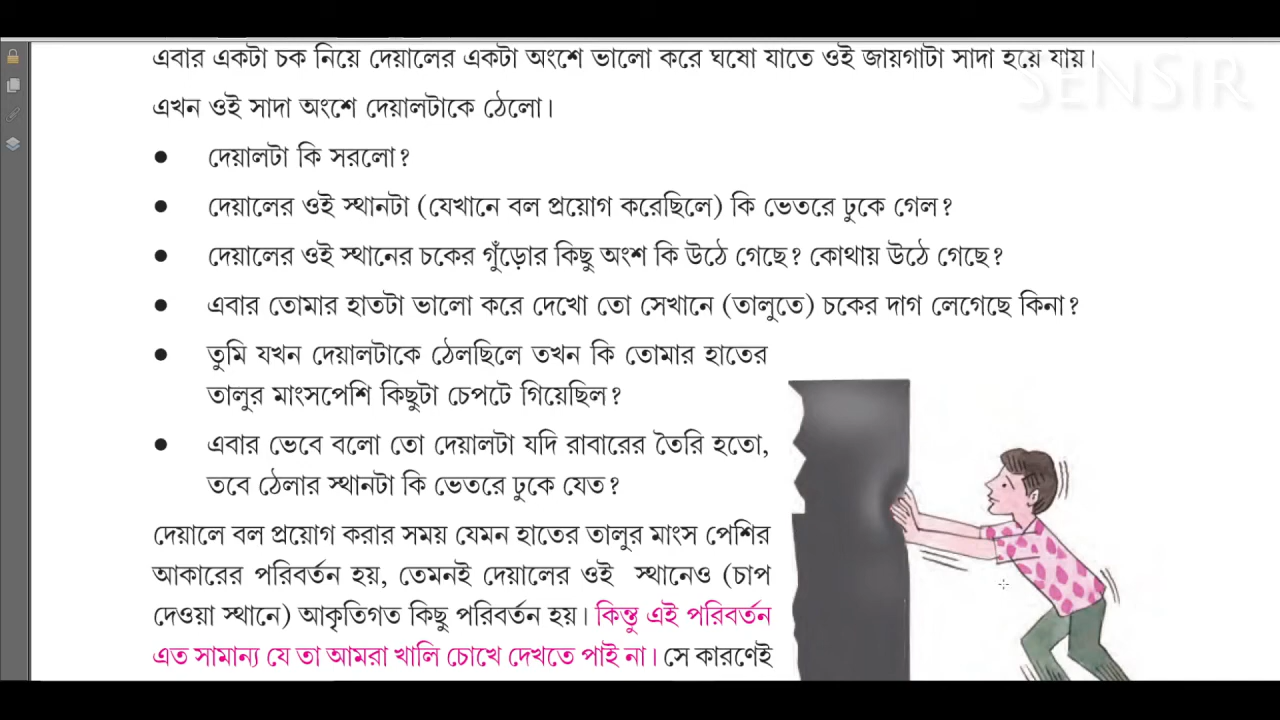 এবার একটা চক নিয়ে দেয়ালের একটা অংশে ভালো করে ঘষো যাতে ওই জায়গাটা সাদা হয়ে যায়।
SENSIR
এখন ওই সাদা অংশে দেয়ালটাকে ঠেলো।
● দেয়ালটা কি সরলো?
● দেয়ালের ওই স্থানটা (যেখানে বল প্রয়োগ করেছিলে) কি ভেতরে ঢুকে গেল?
● দেয়ালের ওই স্থানের চকের গুঁড়োর কিছু অংশ কি উঠে গেছে? কোথায় উঠে গেছে?
● এবার তোমার হাতটা ভালো করে দেখো তো সেখানে (তালুতে) চকের দাগ লেগেছে কিনা?
● তুমি যখন দেয়ালটাকে ঠেলছিলে তখন কি তোমার হাতের
তালুর মাংসপেশি কিছুটা চেপটে গিয়েছিল?
● এবার ভেবে বলো তো দেয়ালটা যদি রাবারের তৈরি হতো,
তবে ঠেলার স্থানটা কি ভেতরে ঢুকে যেত?
দেয়ালে বল প্রয়োগ করার সময় যেমন হাতের তালুর মাংস পেশির
আকারের পরিবর্তন হয়, তেমনই দেয়ালের ওই স্থানেও (চাপ
দেওয়া স্থানে) আকৃতিগত কিছু পরিবর্তন হয়। কিন্তু এই পরিবর্তন
এত সামান্য যে তা আমরা খালি চোখে দেখতে পাই না। সে কারণেই